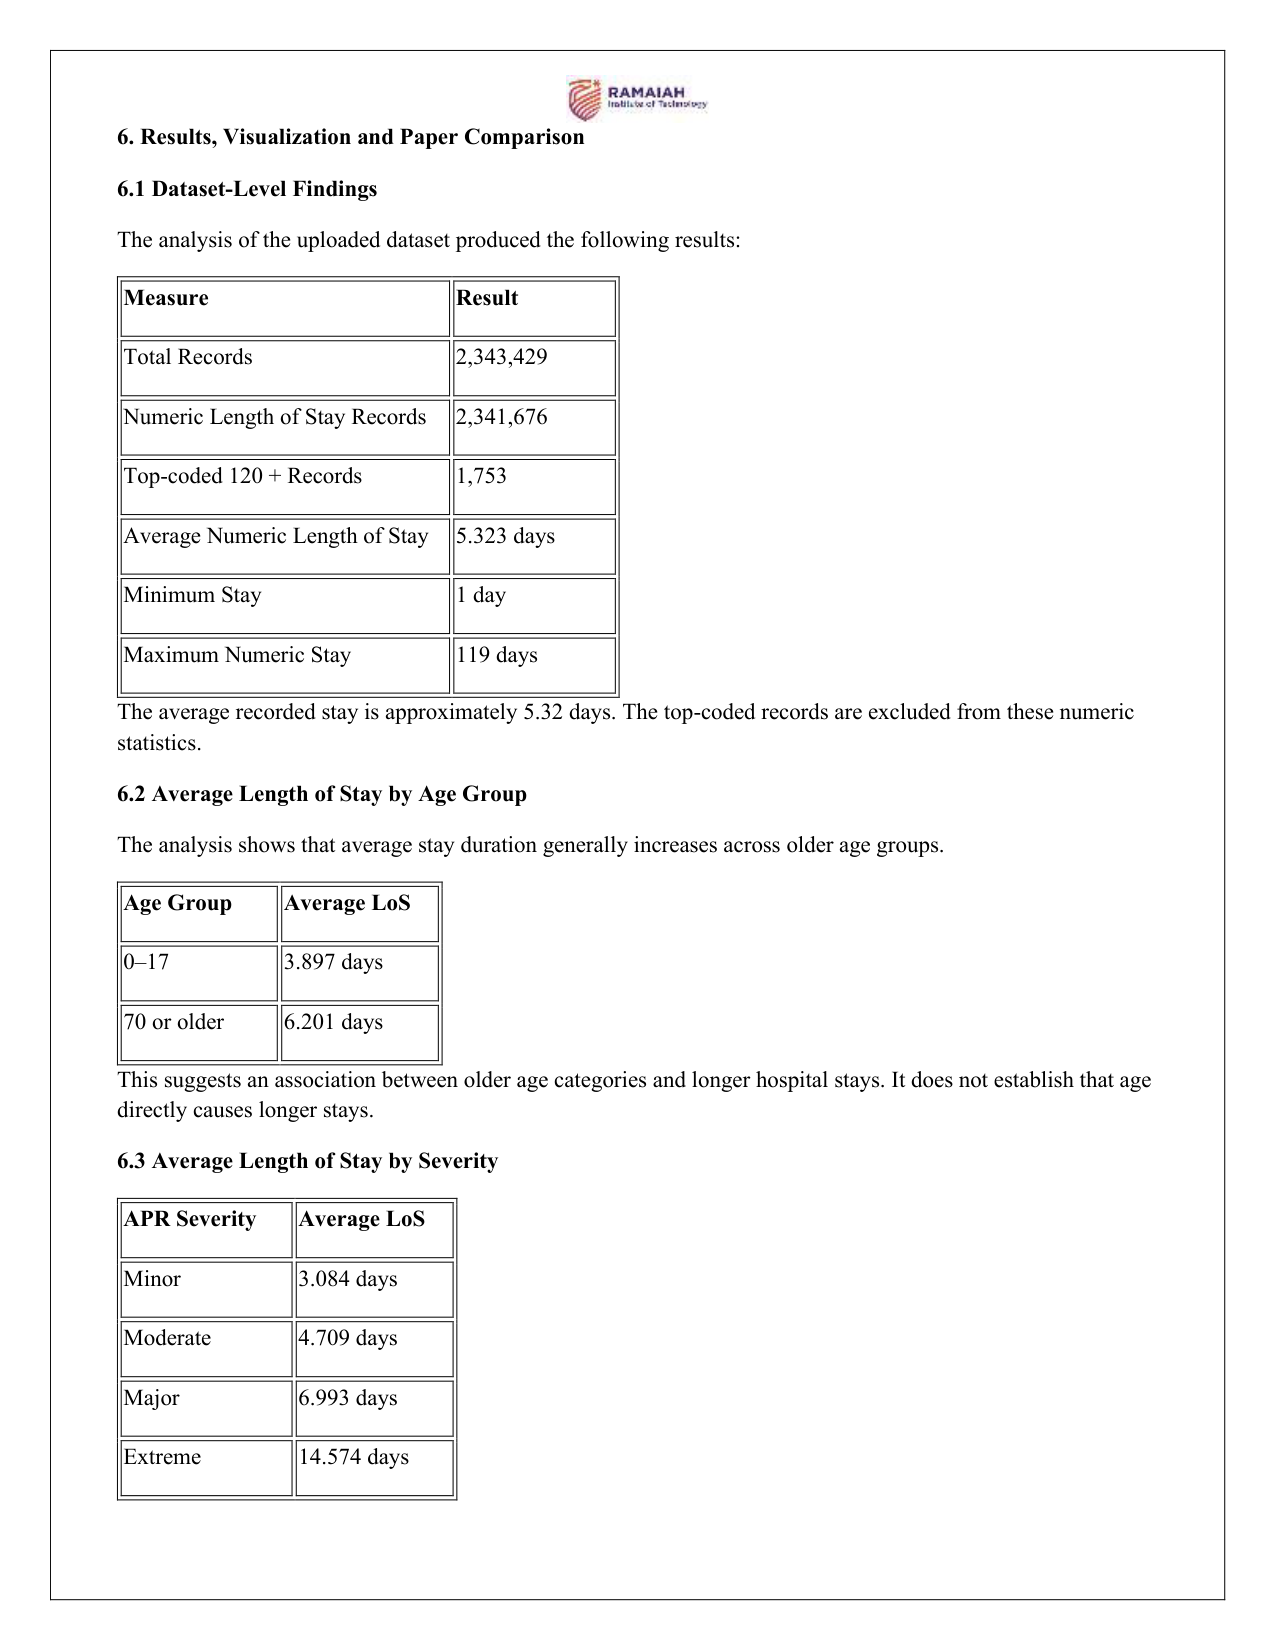 RAMAIAH
Institute of Technology
6. Results, Visualization and Paper Comparison
6.1 Dataset-Level Findings
The analysis of the uploaded dataset produced the following results:
Measure Result
Total Records 2,343,429
Numeric Length of Stay Records 2,341,676
Top-coded 120 + Records 1,753
Average Numeric Length of Stay 5.323 days
Minimum Stay 1 day
Maximum Numeric Stay 119 days
The average recorded stay is approximately 5.32 days. The top-coded records are excluded from these numeric
statistics.
6.2 Average Length of Stay by Age Group
The analysis shows that average stay duration generally increases across older age groups.
Age Group Average LoS
0–17 3.897 days
70 or older 6.201 days
This suggests an association between older age categories and longer hospital stays. It does not establish that age
directly causes longer stays.
6.3 Average Length of Stay by Severity
APR Severity Average LoS
Minor 3.084 days
Moderate 4.709 days
Major 6.993 days
Extreme 14.574 days